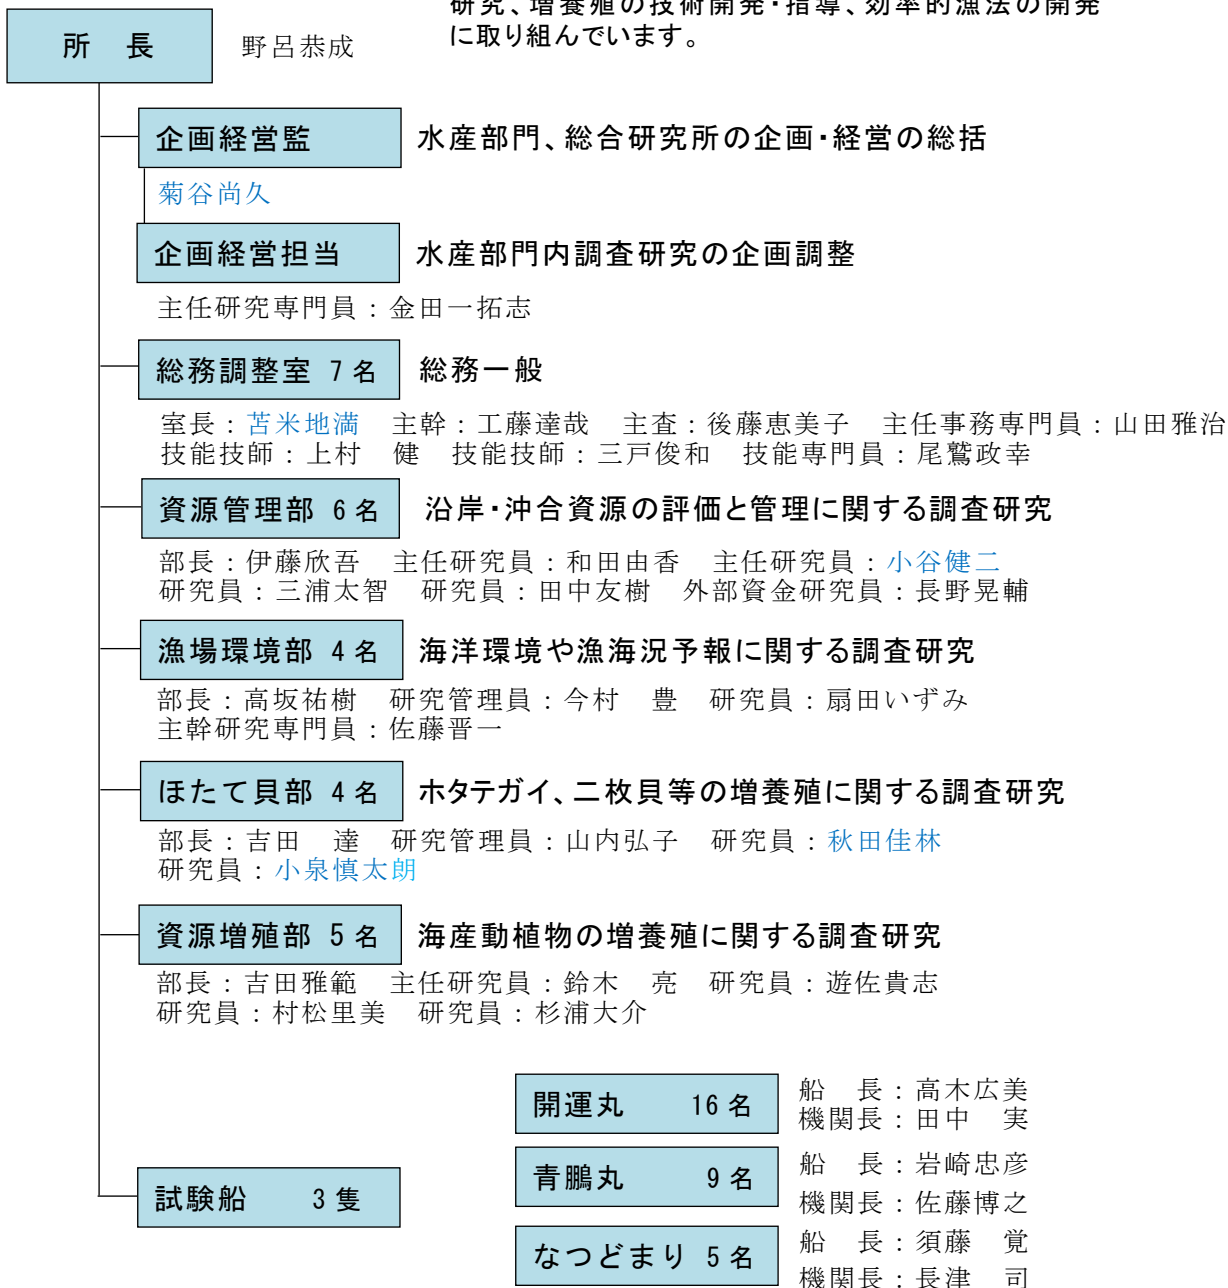 研究、増養殖の技術開発・指導、効率的漁法の開発
に取り組んでいます。
所　長　野呂恭成
企画経営監　水産部門、総合研究所の企画・経営の総括
菊谷尚久
企画経営担当　水産部門内調査研究の企画調整
主任研究専門員：金田一拓志
総務調整室 7名　総務一般
室長：苫米地満　主幹：工藤達哉　主査：後藤恵美子　主任事務専門員：山田雅治
技能技師：上村　健　技能技師：三戸俊和　技能専門員：尾鷲政幸
資源管理部 6名　沿岸・沖合資源の評価と管理に関する調査研究
部長：伊藤欣吾　主任研究員：和田由香　主任研究員：小谷健二
研究員：三浦太智　研究員：田中友樹　外部資金研究員：長野晃輔
漁場環境部 4名　海洋環境や漁海況予報に関する調査研究
部長：高坂祐樹　研究管理員：今村　豊　研究員：扇田いずみ
主幹研究専門員：佐藤晋一
ほたて貝部 4名　ホタテガイ、二枚貝等の増養殖に関する調査研究
部長：吉田　達　研究管理員：山内弘子　研究員：秋田佳林
研究員：小泉慎太朗
資源増殖部 5名　海産動植物の増養殖に関する調査研究
部長：吉田雅範　主任研究員：鈴木　亮　研究員：遊佐貴志
研究員：村松里美　研究員：杉浦大介
試験船　3隻
開運丸　16名　船　長：高木広美
機関長：田中　実
青鵬丸　9名　船　長：岩崎忠彦
機関長：佐藤博之
なつどまり 5名　船　長：須藤　覚
機関長：長津　司